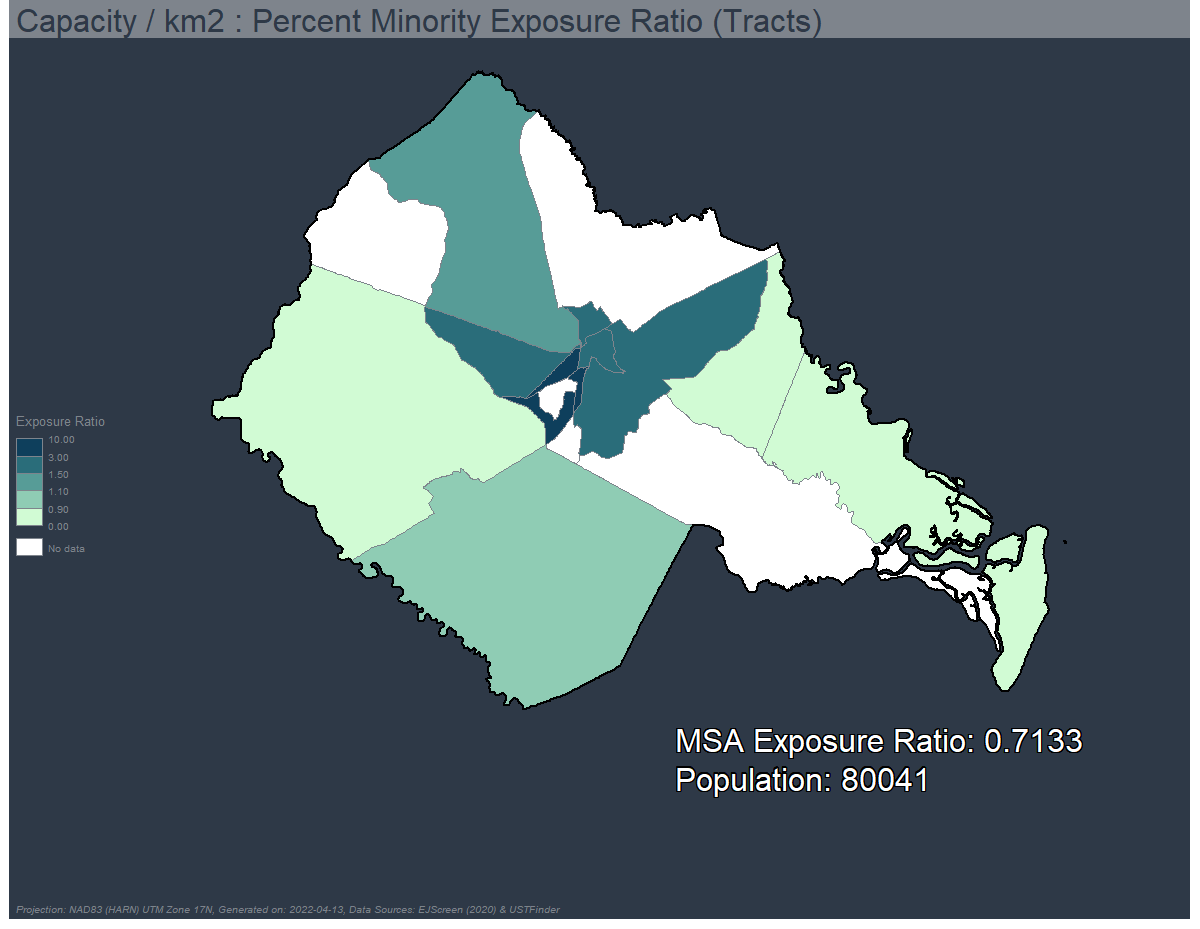 Capacity / km2 : Percent Minority Exposure Ratio (Tracts)
Exposure Ratio
10.00
3.00
1.50
1.10
0.90
0.00
No data
MSA Exposure Ratio: 0.7133
Population: 80041
Projection: NAD83 (HARN) UTM Zone 17N, Generated on: 2022-04-13, Data Sources: EJScreen (2020) & USTFinder